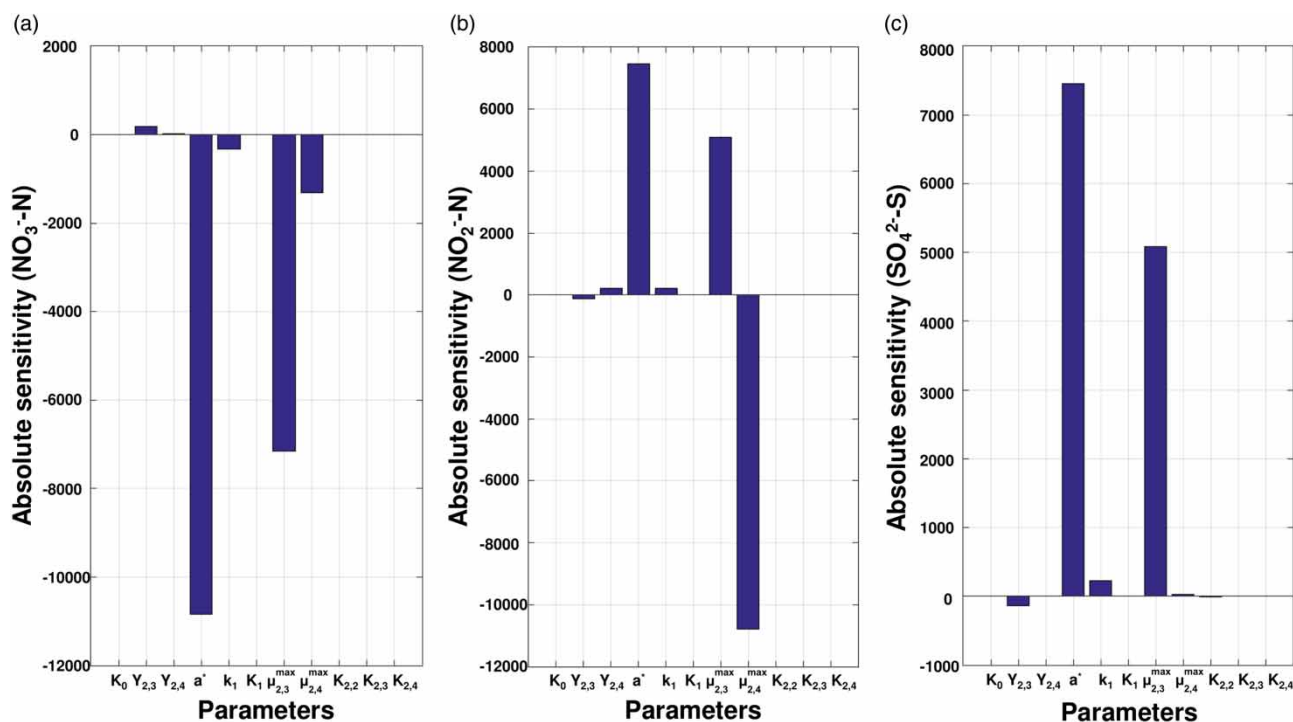 (a)
Absolute sensitivity (NO₃⁻-N)
2000
0
-2000
-4000
-6000
-8000
-10000
-12000
K₀ Y₂,₃ Y₂,₄ a* k₁ K₁ μ₂,₃ᵐᵃˣ μ₂,₄ᵐᵃˣ K₂,₂ K₂,₃ K₂,₄
Parameters
(b)
Absolute sensitivity (NO₂⁻-N)
8000
6000
4000
2000
0
-2000
-4000
-6000
-8000
-10000
-12000
K₀ Y₂,₃ Y₂,₄ a* k₁ K₁ μ₂,₃ᵐᵃˣ μ₂,₄ᵐᵃˣ K₂,₂ K₂,₃ K₂,₄
Parameters
(c)
Absolute sensitivity (SO₄²⁻-S)
8000
7000
6000
5000
4000
3000
2000
1000
0
-1000
K₀ Y₂,₃ Y₂,₄ a* k₁ K₁ μ₂,₃ᵐᵃˣ μ₂,₄ᵐᵃˣ K₂,₂ K₂,₃ K₂,₄
Parameters